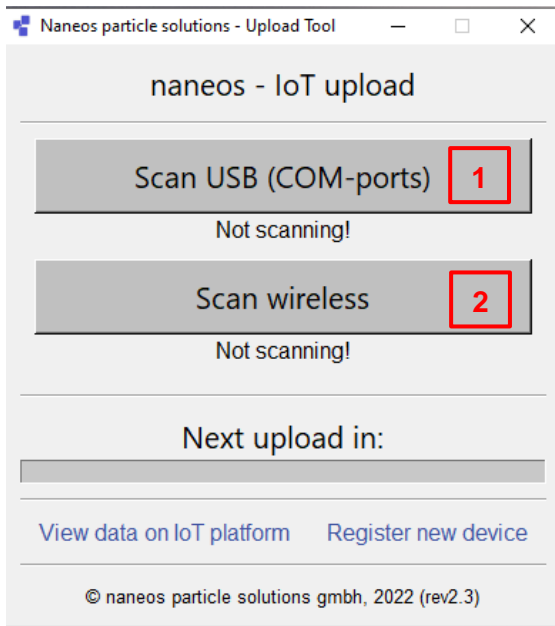 Naneos particle solutions - Upload Tool
naneos - IoT upload
Scan USB (COM-ports) 1
Not scanning!
Scan wireless 2
Not scanning!
Next upload in:
View data on IoT platform Register new device
© naneos particle solutions gmbh, 2022 (rev2.3)